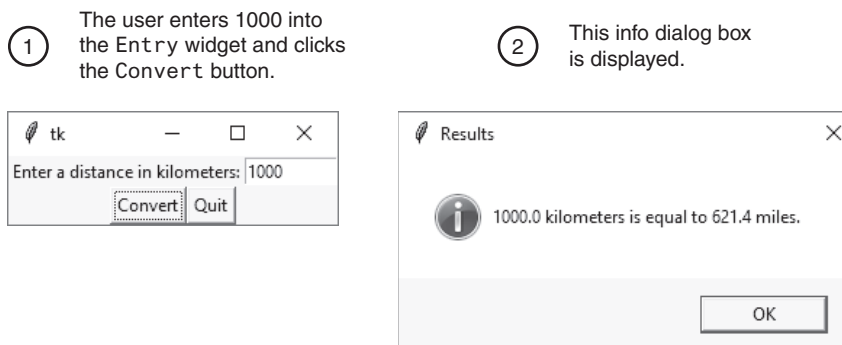 1
The user enters 1000 into
the Entry widget and clicks
the Convert button.
2
This info dialog box
is displayed.
tk
Enter a distance in kilometers: 1000
Convert Quit
Results
1000.0 kilometers is equal to 621.4 miles.
OK